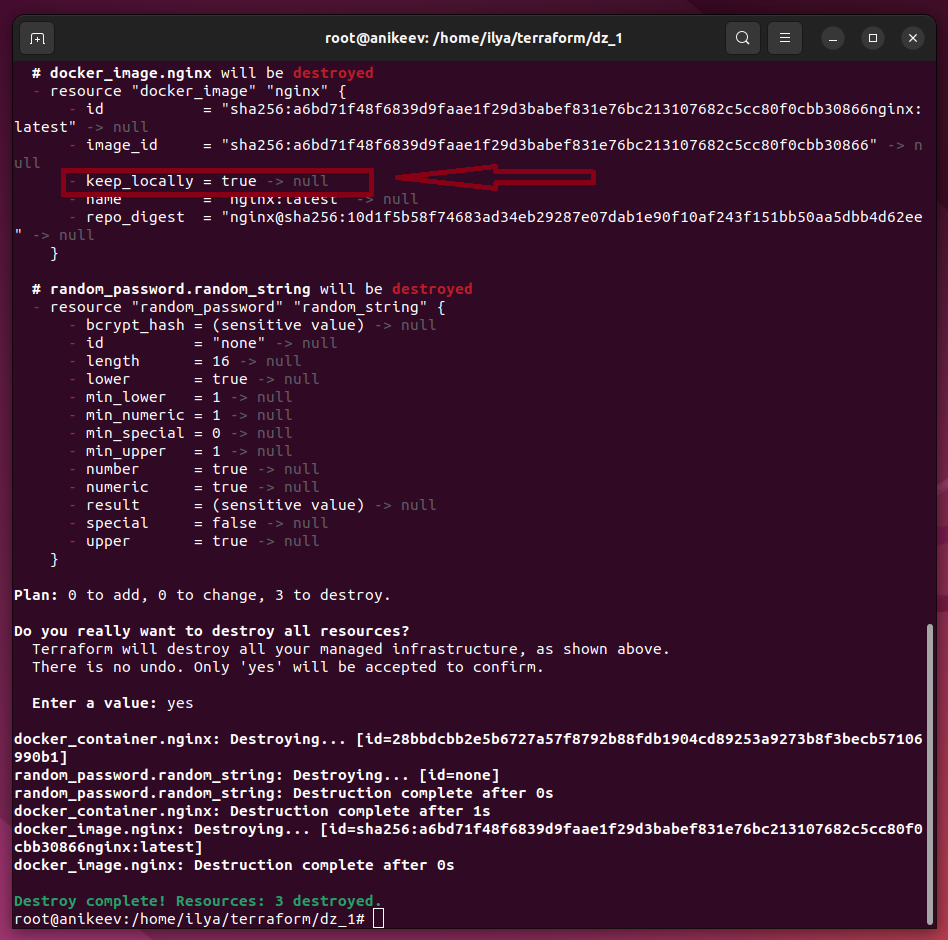 root@anikeev: /home/ilya/terraform/dz_1
# docker_image.nginx will be destroyed
- resource "docker_image" "nginx" {
- id = "sha256:a6bd71f48f6839d9faae1f29d3babef831e76bc213107682c5cc80f0cbb30866nginx:
latest" -> null
- image_id = "sha256:a6bd71f48f6839d9faae1f29d3babef831e76bc213107682c5cc80f0cbb30866" -> n
ull
- keep_locally = true -> null
- name = "nginx:latest" -> null
- repo_digest = "nginx@sha256:10d1f5b58f74683ad34eb29287e07dab1e90f10af243f151bb50aa5dbb4d62ee
" -> null
}
# random_password.random_string will be destroyed
- resource "random_password" "random_string" {
- bcrypt_hash = (sensitive value) -> null
- id = "none" -> null
- length = 16 -> null
- lower = true -> null
- min_lower = 1 -> null
- min_numeric = 1 -> null
- min_special = 0 -> null
- min_upper = 1 -> null
- number = true -> null
- numeric = true -> null
- result = (sensitive value) -> null
- special = false -> null
- upper = true -> null
}
Plan: 0 to add, 0 to change, 3 to destroy.
Do you really want to destroy all resources?
Terraform will destroy all your managed infrastructure, as shown above.
There is no undo. Only 'yes' will be accepted to confirm.
Enter a value: yes
docker_container.nginx: Destroying... [id=28bbdcbb2e5b6727a57f8792b88fdb1904cd89253a9273b8f3becb57106
990b1]
random_password.random_string: Destroying... [id=none]
random_password.random_string: Destruction complete after 0s
docker_container.nginx: Destruction complete after 1s
docker_image.nginx: Destroying... [id=sha256:a6bd71f48f6839d9faae1f29d3babef831e76bc213107682c5cc80f0
cbb30866nginx:latest]
docker_image.nginx: Destruction complete after 0s
Destroy complete! Resources: 3 destroyed.
root@anikeev:/home/ilya/terraform/dz_1#